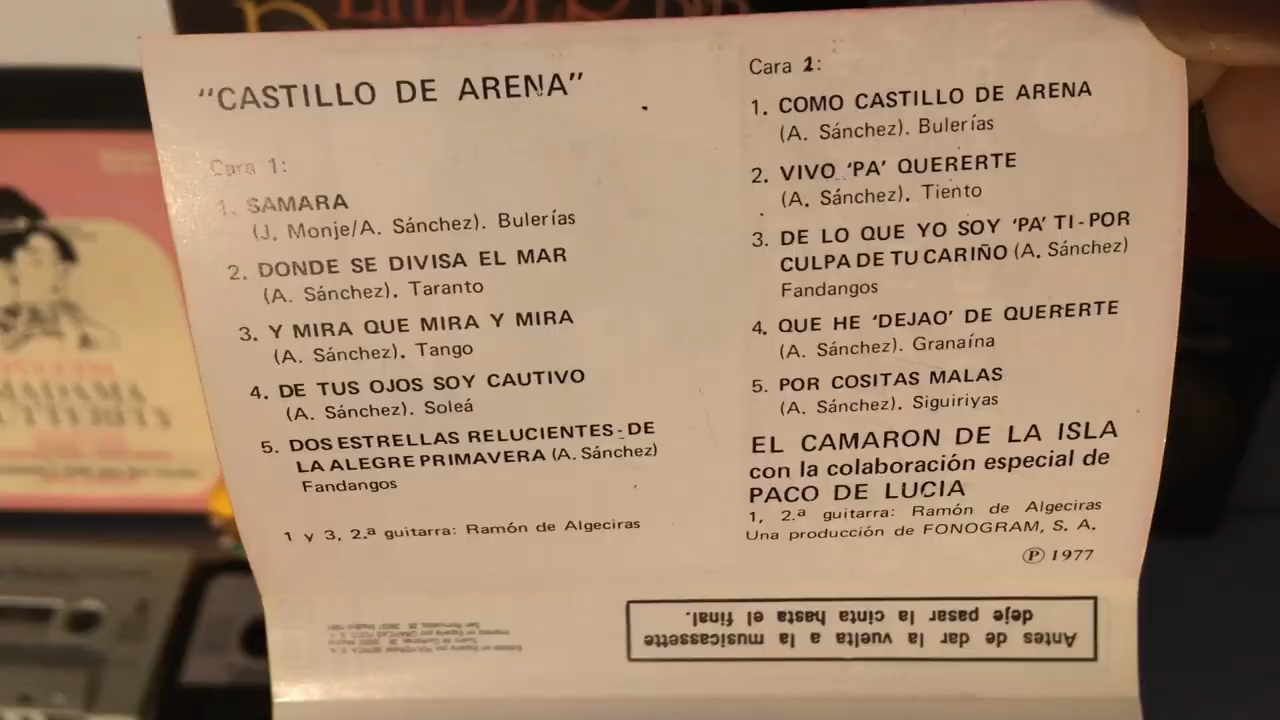 "CASTILLO DE ARENA"
Cara 1:
1. SAMARA
(J. Monje/A. Sánchez). Bulerías
2. DONDE SE DIVISA EL MAR
(A. Sánchez). Taranto
3. Y MIRA QUE MIRA Y MIRA
(A. Sánchez). Tango
4. DE TUS OJOS SOY CAUTIVO
(A. Sánchez). Soleá
5. DOS ESTRELLAS RELUCIENTES-DE
LA ALEGRE PRIMAVERA (A. Sánchez)
Fandangos
1 y 3, 2.ª guitarra: Ramón de Algeciras
Cara 2:
1. COMO CASTILLO DE ARENA
(A. Sánchez). Bulerías
2. VIVO 'PA' QUERERTE
(A. Sánchez). Tiento
3. DE LO QUE YO SOY 'PA' TI-POR
CULPA DE TU CARIÑO (A. Sánchez)
Fandangos
4. QUE HE 'DEJAO' DE QUERERTE
(A. Sánchez). Granaína
5. POR COSITAS MALAS
(A. Sánchez). Siguiriyas
EL CAMARON DE LA ISLA
con la colaboración especial de
PACO DE LUCIA
1, 2.ª guitarra: Ramón de Algeciras
Una producción de FONOGRAM, S. A.
Ⓟ 1977
Antes de dar la vuelta a la musicassette
deje pasar la cinta hasta el final.
MADAMA